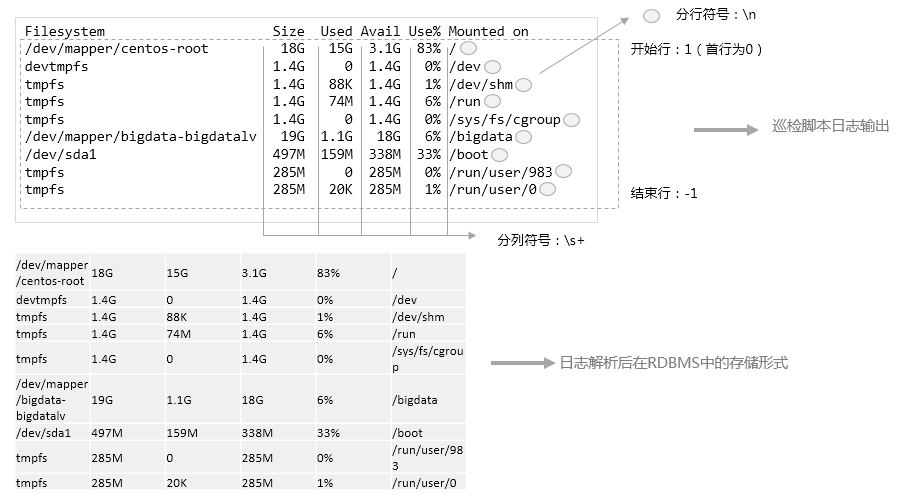 分行符号：\n
Filesystem Size Used Avail Use% Mounted on
/dev/mapper/centos-root 18G 15G 3.1G 83% /
开始行：1（首行为0）
devtmpfs 1.4G 0 1.4G 0% /dev
tmpfs 1.4G 88K 1.4G 1% /dev/shm
tmpfs 1.4G 74M 1.4G 6% /run
tmpfs 1.4G 0 1.4G 0% /sys/fs/cgroup
巡检脚本日志输出
/dev/mapper/bigdata-bigdatalv 19G 1.1G 18G 6% /bigdata
/dev/sda1 497M 159M 338M 33% /boot
tmpfs 285M 0 285M 0% /run/user/983
tmpfs 285M 20K 285M 1% /run/user/0
结束行：-1
分列符号：\s+
/dev/mapper
/centos-root 18G 15G 3.1G 83% /
devtmpfs 1.4G 0 1.4G 0% /dev
tmpfs 1.4G 88K 1.4G 1% /dev/shm
tmpfs 1.4G 74M 1.4G 6% /run
tmpfs 1.4G 0 1.4G 0% /sys/fs/cgrou
p
日志解析后在RDBMS中的存储形式
/dev/mapper
/bigdata-
bigdatalv 19G 1.1G 18G 6% /bigdata
/dev/sda1 497M 159M 338M 33% /boot
tmpfs 285M 0 285M 0% /run/user/98
3
tmpfs 285M 20K 285M 1% /run/user/0